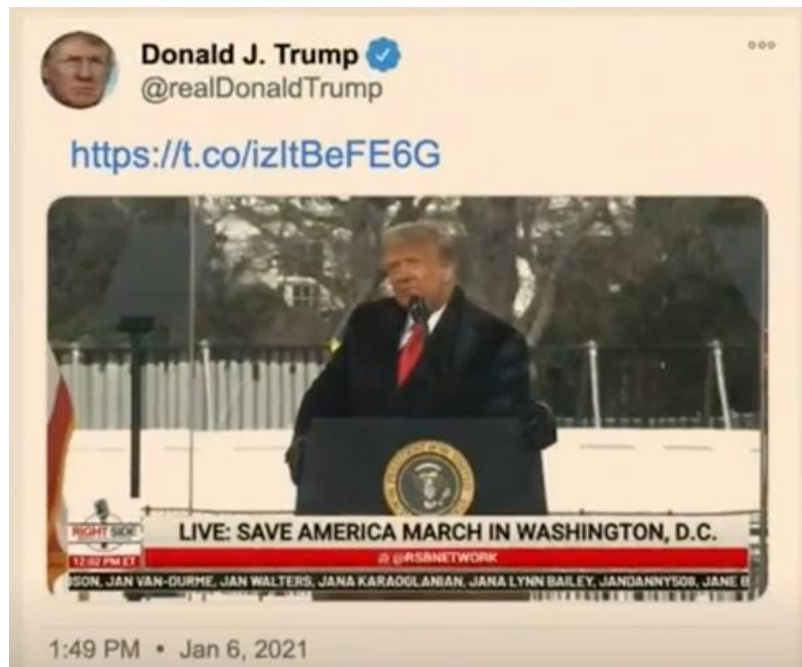 Donald J. Trump
@realDonaldTrump
https://t.co/izItBeFE6G
LIVE: SAVE AMERICA MARCH IN WASHINGTON, D.C.
RIGHT SIDE
12:02 PM ET
@RSBNETWORK
SON, JAN VAN-DURME, JAN WALTERS, JANA KARAOGLANIAN, JANA LYNN BAILEY, JANDANNY508, JANE B
1:49 PM • Jan 6, 2021